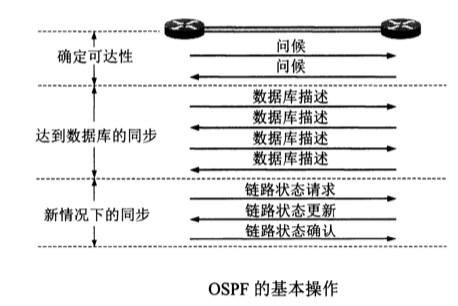 问候
确定可达性
问候
数据库描述
数据库描述
达到数据库的同步
数据库描述
数据库描述
链路状态请求
新情况下的同步
链路状态更新
链路状态确认
OSPF 的基本操作